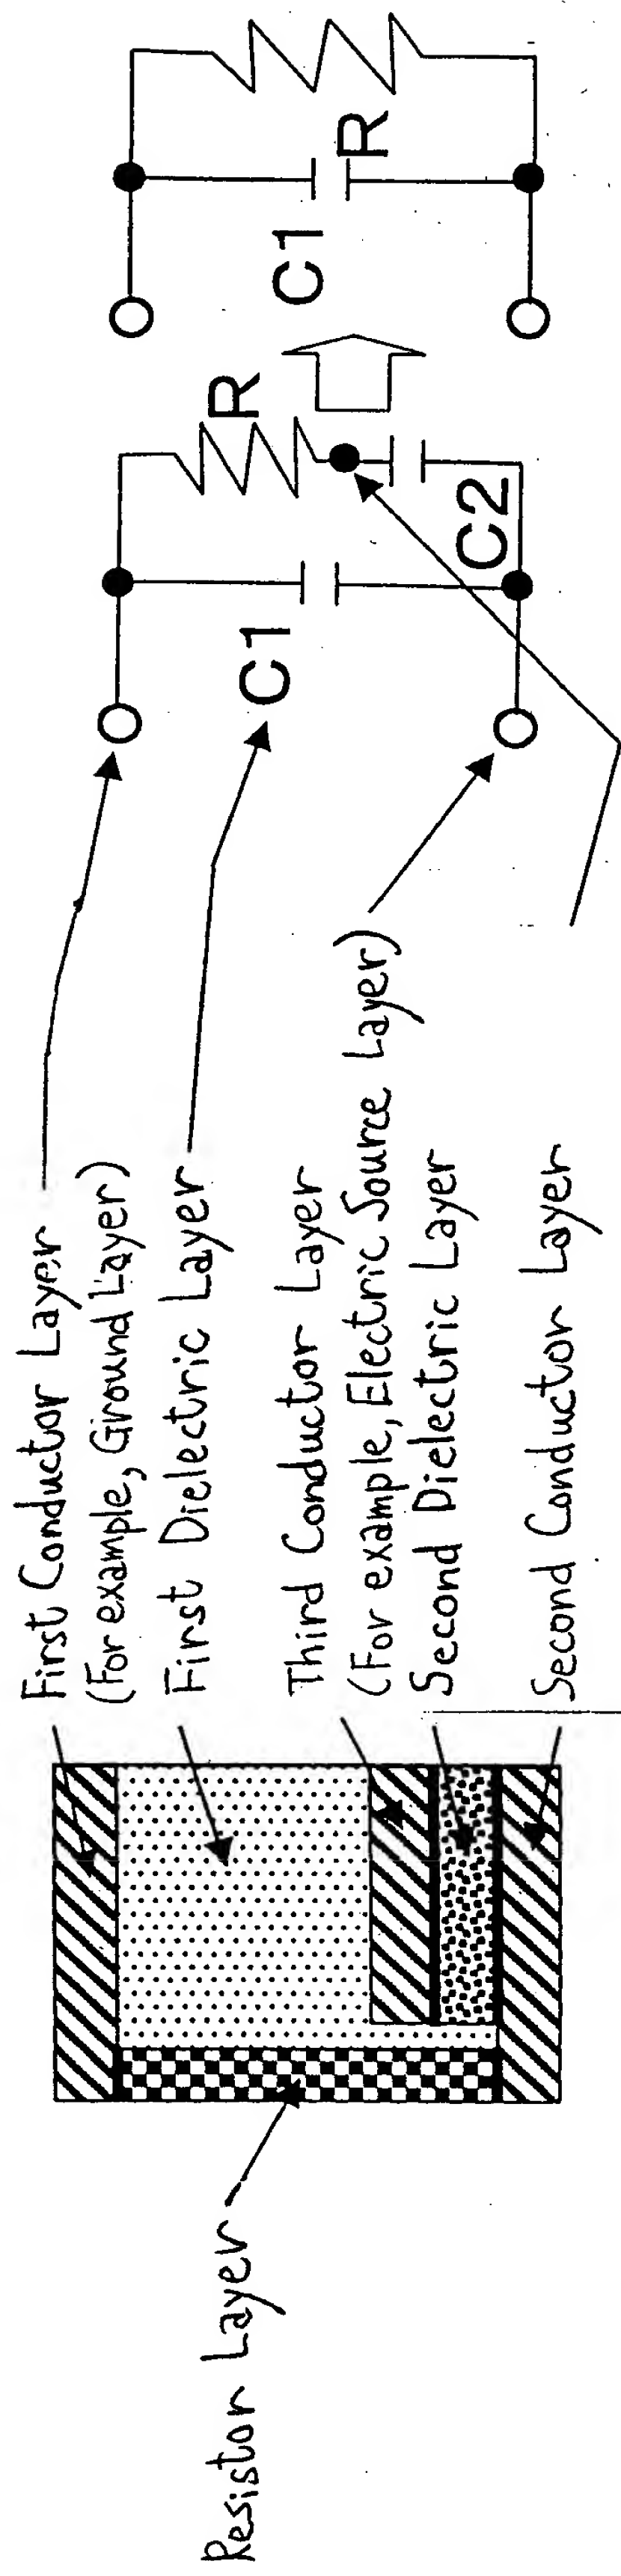 Resistor Layer
First Conductor Layer
(For example, Ground Layer)
First Dielectric Layer
Third Conductor Layer
(For example, Electric Source Layer)
Second Dielectric Layer
Second Conductor Layer
C1
R
C2
C1
R